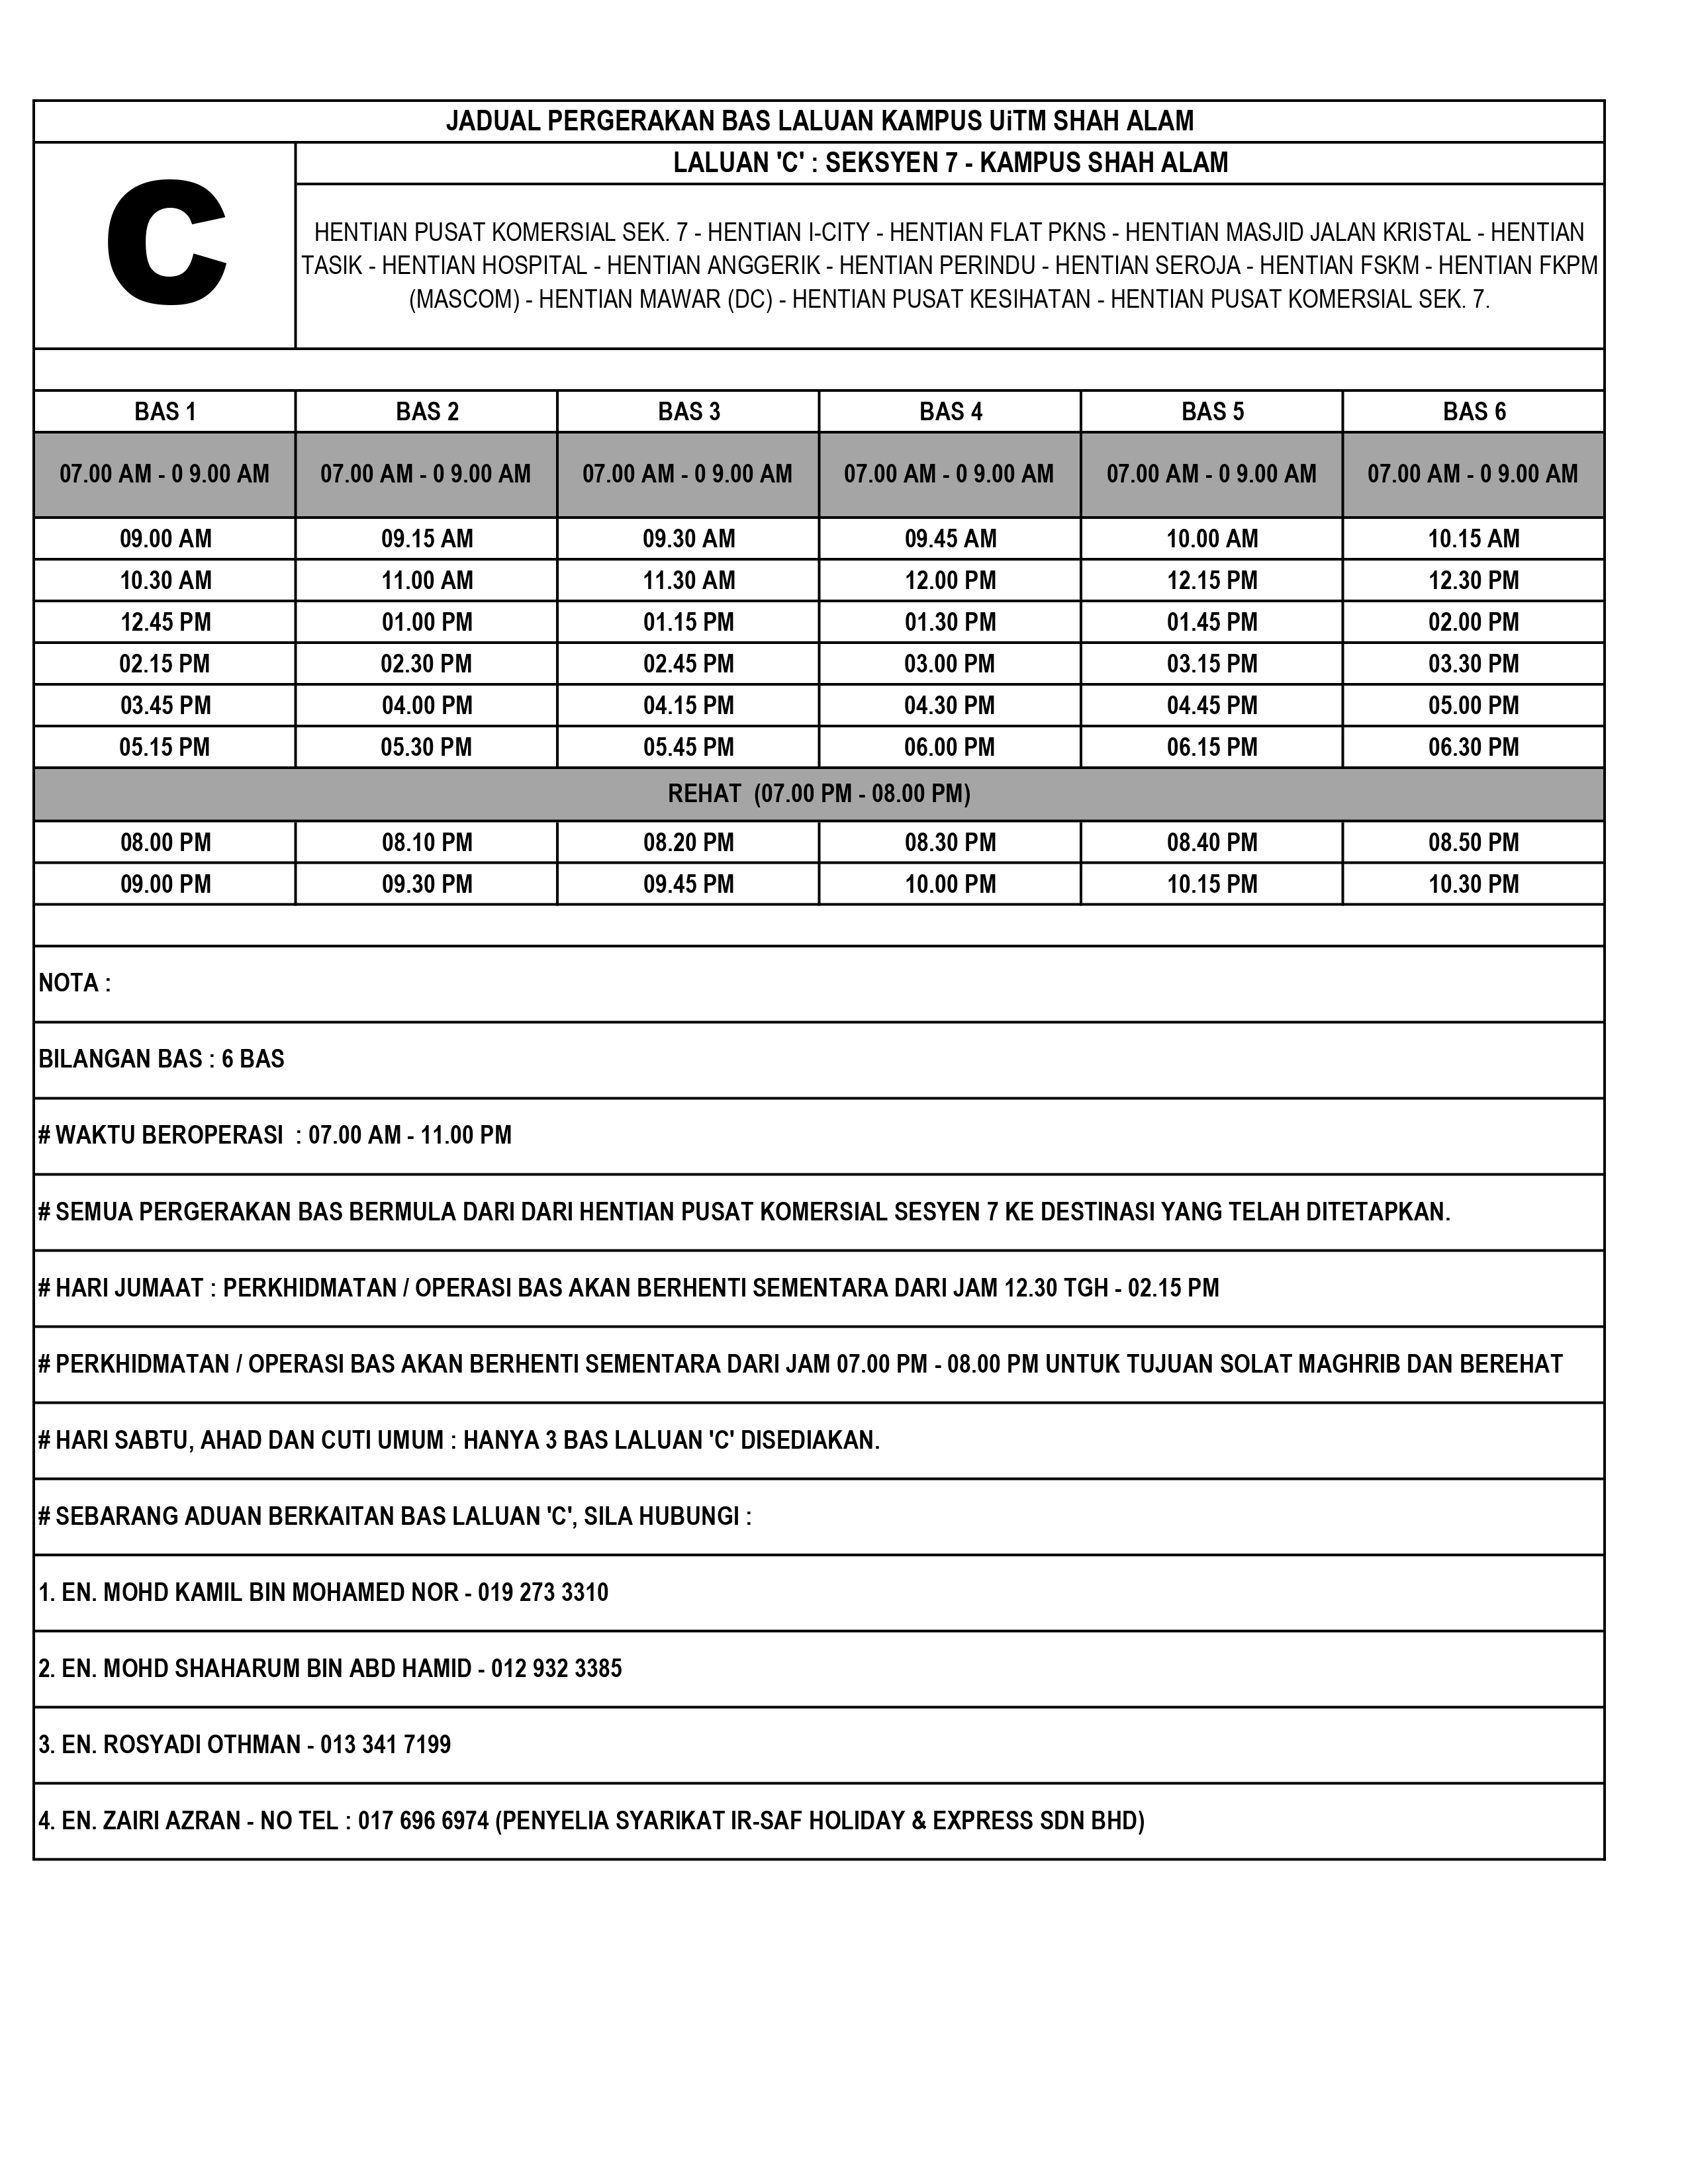 JADUAL PERGERAKAN BAS LALUAN KAMPUS UiTM SHAH ALAM
C
LALUAN 'C' : SEKSYEN 7 - KAMPUS SHAH ALAM
HENTIAN PUSAT KOMERSIAL SEK. 7 - HENTIAN I-CITY - HENTIAN FLAT PKNS - HENTIAN MASJID JALAN KRISTAL - HENTIAN
TASIK - HENTIAN HOSPITAL - HENTIAN ANGGERIK - HENTIAN PERINDU - HENTIAN SEROJA - HENTIAN FSKM - HENTIAN FKPM
(MASCOM) - HENTIAN MAWAR (DC) - HENTIAN PUSAT KESIHATAN - HENTIAN PUSAT KOMERSIAL SEK. 7.
BAS 1 BAS 2 BAS 3 BAS 4 BAS 5 BAS 6
07.00 AM - 0 9.00 AM 07.00 AM - 0 9.00 AM 07.00 AM - 0 9.00 AM 07.00 AM - 0 9.00 AM 07.00 AM - 0 9.00 AM 07.00 AM - 0 9.00 AM
09.00 AM 09.15 AM 09.30 AM 09.45 AM 10.00 AM 10.15 AM
10.30 AM 11.00 AM 11.30 AM 12.00 PM 12.15 PM 12.30 PM
12.45 PM 01.00 PM 01.15 PM 01.30 PM 01.45 PM 02.00 PM
02.15 PM 02.30 PM 02.45 PM 03.00 PM 03.15 PM 03.30 PM
03.45 PM 04.00 PM 04.15 PM 04.30 PM 04.45 PM 05.00 PM
05.15 PM 05.30 PM 05.45 PM 06.00 PM 06.15 PM 06.30 PM
REHAT (07.00 PM - 08.00 PM)
08.00 PM 08.10 PM 08.20 PM 08.30 PM 08.40 PM 08.50 PM
09.00 PM 09.30 PM 09.45 PM 10.00 PM 10.15 PM 10.30 PM
NOTA :
BILANGAN BAS : 6 BAS
# WAKTU BEROPERASI : 07.00 AM - 11.00 PM
# SEMUA PERGERAKAN BAS BERMULA DARI DARI HENTIAN PUSAT KOMERSIAL SESYEN 7 KE DESTINASI YANG TELAH DITETAPKAN.
# HARI JUMAAT : PERKHIDMATAN / OPERASI BAS AKAN BERHENTI SEMENTARA DARI JAM 12.30 TGH - 02.15 PM
# PERKHIDMATAN / OPERASI BAS AKAN BERHENTI SEMENTARA DARI JAM 07.00 PM - 08.00 PM UNTUK TUJUAN SOLAT MAGHRIB DAN BEREHAT
# HARI SABTU, AHAD DAN CUTI UMUM : HANYA 3 BAS LALUAN 'C' DISEDIAKAN.
# SEBARANG ADUAN BERKAITAN BAS LALUAN 'C', SILA HUBUNGI :
1. EN. MOHD KAMIL BIN MOHAMED NOR - 019 273 3310
2. EN. MOHD SHAHARUM BIN ABD HAMID - 012 932 3385
3. EN. ROSYADI OTHMAN - 013 341 7199
4. EN. ZAIRI AZRAN - NO TEL : 017 696 6974 (PENYELIA SYARIKAT IR-SAF HOLIDAY & EXPRESS SDN BHD)